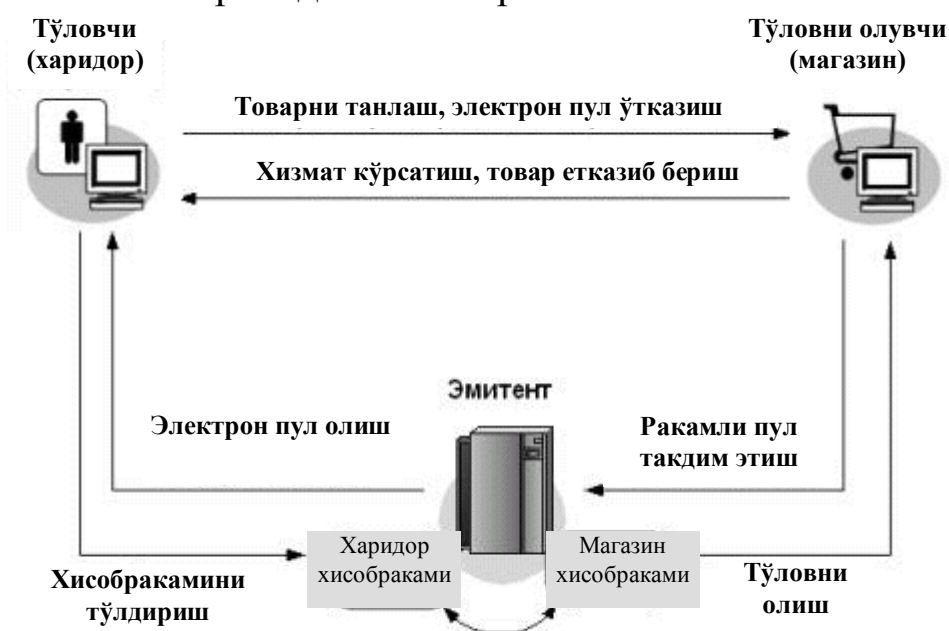 Тўловчи
(харидор)
Тўловни олувчи
(магазин)
Товарни танлаш, электрон пул ўтказиш
Хизмат кўрсатиш, товар етказиб бериш
Эмитент
Электрон пул олиш
Ракамли пул
такдим этиш
Харидор
хисобраками
Магазин
хисобраками
Хисобракамини
тўлдириш
Тўловни
олиш